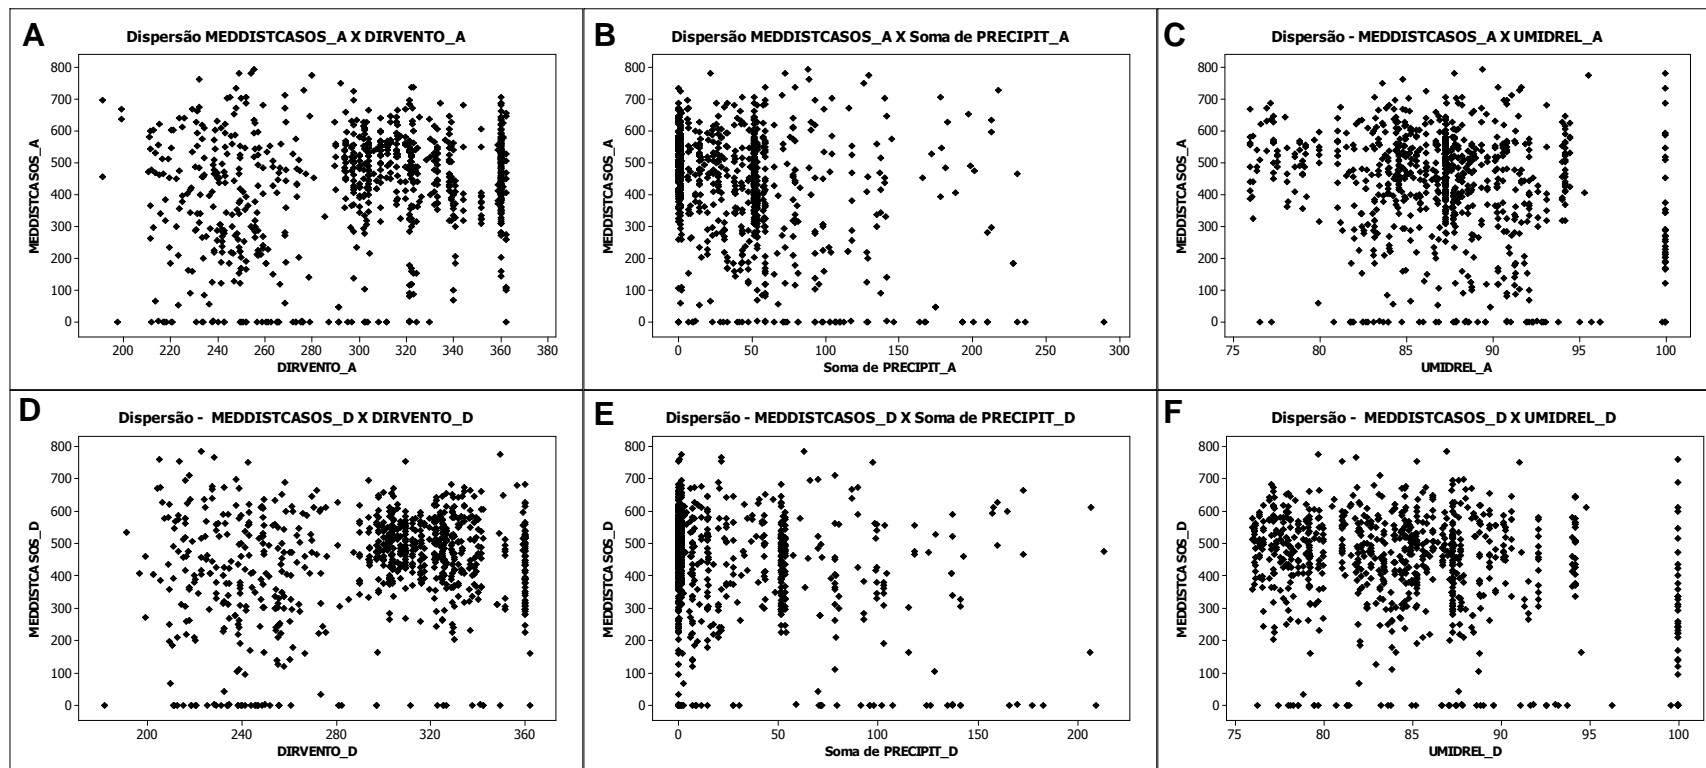 A
Dispersão MEDDISTCASOS_A X DIRVENTO_A
MEDDISTCASOS_A
800
700
600
500
400
300
200
100
0
200 220 240 260 280 300 320 340 360 380
DIRVENTO_A
B
Dispersão MEDDISTCASOS_A X Soma de PRECIPIT_A
MEDDISTCASOS_A
800
700
600
500
400
300
200
100
0
0 50 100 150 200 250 300
Soma de PRECIPIT_A
C
Dispersão - MEDDISTCASOS_A X UMIDREL_A
MEDDISTCASOS_A
800
700
600
500
400
300
200
100
0
75 80 85 90 95 100
UMIDREL_A
D
Dispersão - MEDDISTCASOS_D X DIRVENTO_D
MEDDISTCASOS_D
800
700
600
500
400
300
200
100
0
200 240 280 320 360
DIRVENTO_D
E
Dispersão - MEDDISTCASOS_D X Soma de PRECIPIT_D
MEDDISTCASOS_D
800
700
600
500
400
300
200
100
0
0 50 100 150 200
Soma de PRECIPIT_D
F
Dispersão - MEDDISTCASOS_D X UMIDREL_D
MEDDISTCASOS_D
800
700
600
500
400
300
200
100
0
75 80 85 90 95 100
UMIDREL_D